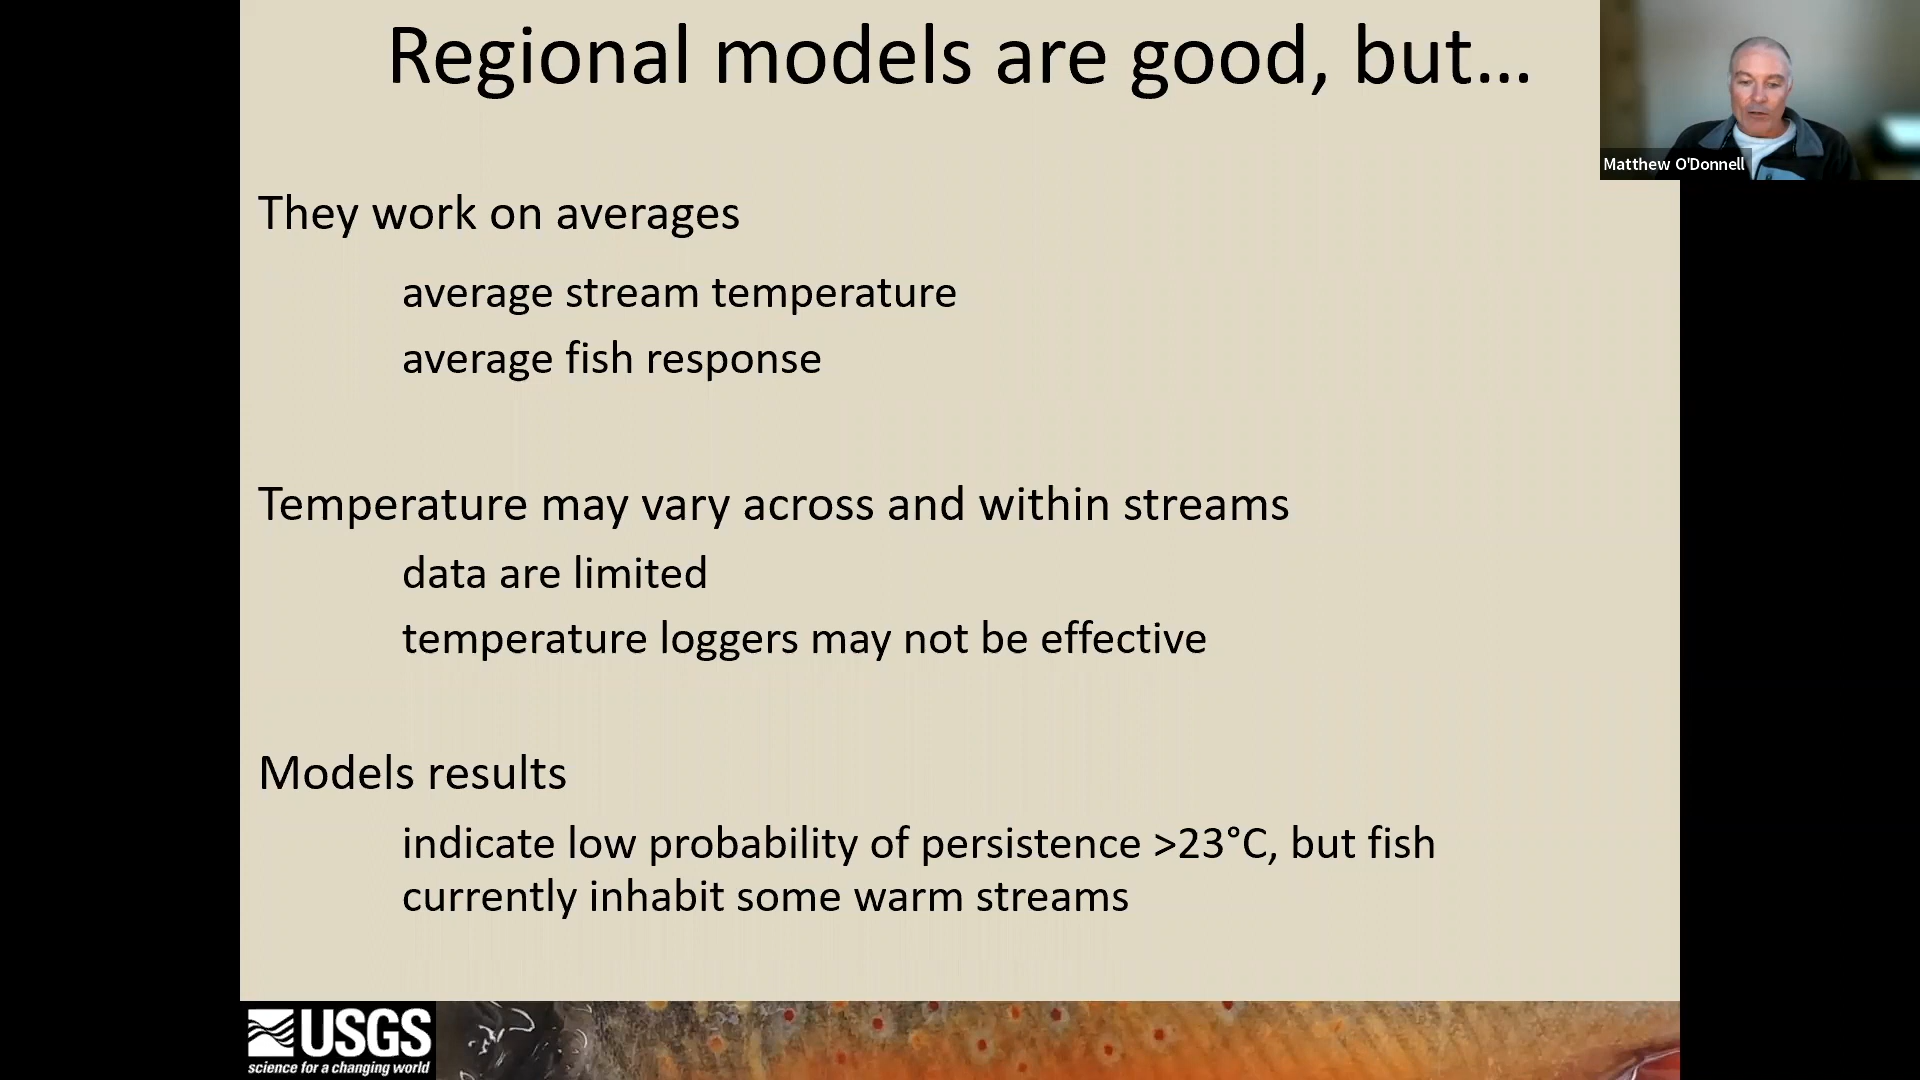 Regional models are good, but...
Matthew O'Donnell
They work on averages
average stream temperature
average fish response
Temperature may vary across and within streams
data are limited
temperature loggers may not be effective
Models results
indicate low probability of persistence >23°C, but fish
currently inhabit some warm streams
USGS
science for a changing world